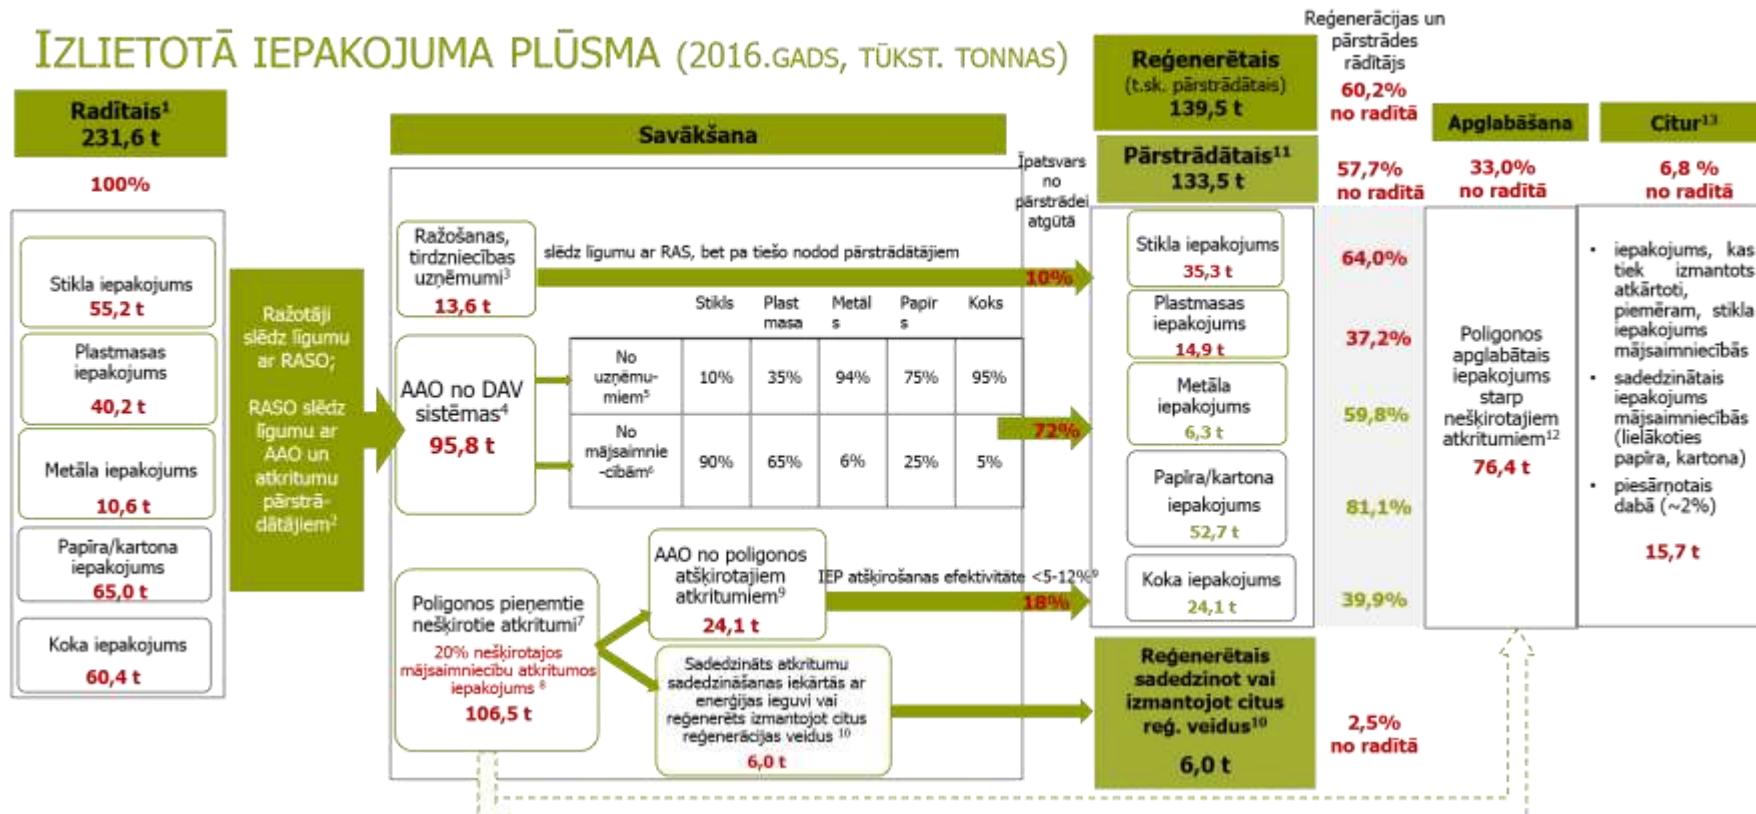 IZLIETOTĀ IEPAKOJUMA PLŪSMA (2016.GADS, TŪKST. TONNAS)
Radītais¹
231,6 t
100%
Stikla iepakojums
55,2 t
Plastmasas
iepakojums
40,2 t
Metāla iepakojums
10,6 t
Papīra/kartona
iepakojums
65,0 t
Koka iepakojums
60,4 t
Ražotāji
slēdz līgumu
ar RASO;
RASO slēdz
līgumu ar
AAO un
atkritumu
pārstrā-
dātājiem²
Savākšana
Ražošanas,
tirdzniecības
uzņēmumi³
13,6 t
slēdz līgumu ar RAS, bet pa tiešo nodod pārstrādātājiem
AAO no DAV
sistēmas⁴
95,8 t
Stikls Plast Metāl Papīr Koks
masa s s
No
uzņēmu-
miem⁵
10% 35% 94% 75% 95%
No
mājsaimnie
-cībām⁶
90% 65% 6% 25% 5%
Poligonos pieņemtie
nešķirotie atkritumi⁷
20% nešķirotajos
mājsaimniecību atkritumos
iepakojums ⁸
106,5 t
AAO no poligonos
atšķirotajiem
atkritumiem⁹
24,1 t
IEP atšķirošanas efektivitāte <5-12%⁹
Sadedzināts atkritumu
sadedzināšanas iekārtās ar
enerģijas ieguvi vai
reģenerēts izmantojot citus
reģenerācijas veidus ¹⁰
6,0 t
Īpatsvars
no
pārstrādei
atgūtā
10%
72%
18%
Reģenerētais
(t.sk. pārstrādātais)
139,5 t
Pārstrādātais¹¹
133,5 t
Stikla iepakojums
35,3 t
Plastmasas
iepakojums
14,9 t
Metāla
iepakojums
6,3 t
Papīra/kartona
iepakojums
52,7 t
Koka iepakojums
24,1 t
Reģenerētais
sadedzinot vai
izmantojot citus
reģ. veidus¹⁰
6,0 t
Reģenerācijas un
pārstrādes
rādītājs
60,2%
no radītā
57,7%
no radītā
64,0%
37,2%
59,8%
81,1%
39,9%
2,5%
no radītā
Apglabāšana
33,0%
no radītā
Poligonos
apglabātais
iepakojums
starp
nešķirotajiem
atkritumiem¹²
76,4 t
Citur¹³
6,8 %
no radītā
• iepakojums, kas
tiek izmantots
atkārtoti,
piemēram, stikla
iepakojums
mājsaimniecībās
• sadedzinātais
iepakojums
mājsaimniecībās
(lielākoties
papīra, kartona)
• piesārņotais
dabā (~2%)
15,7 t